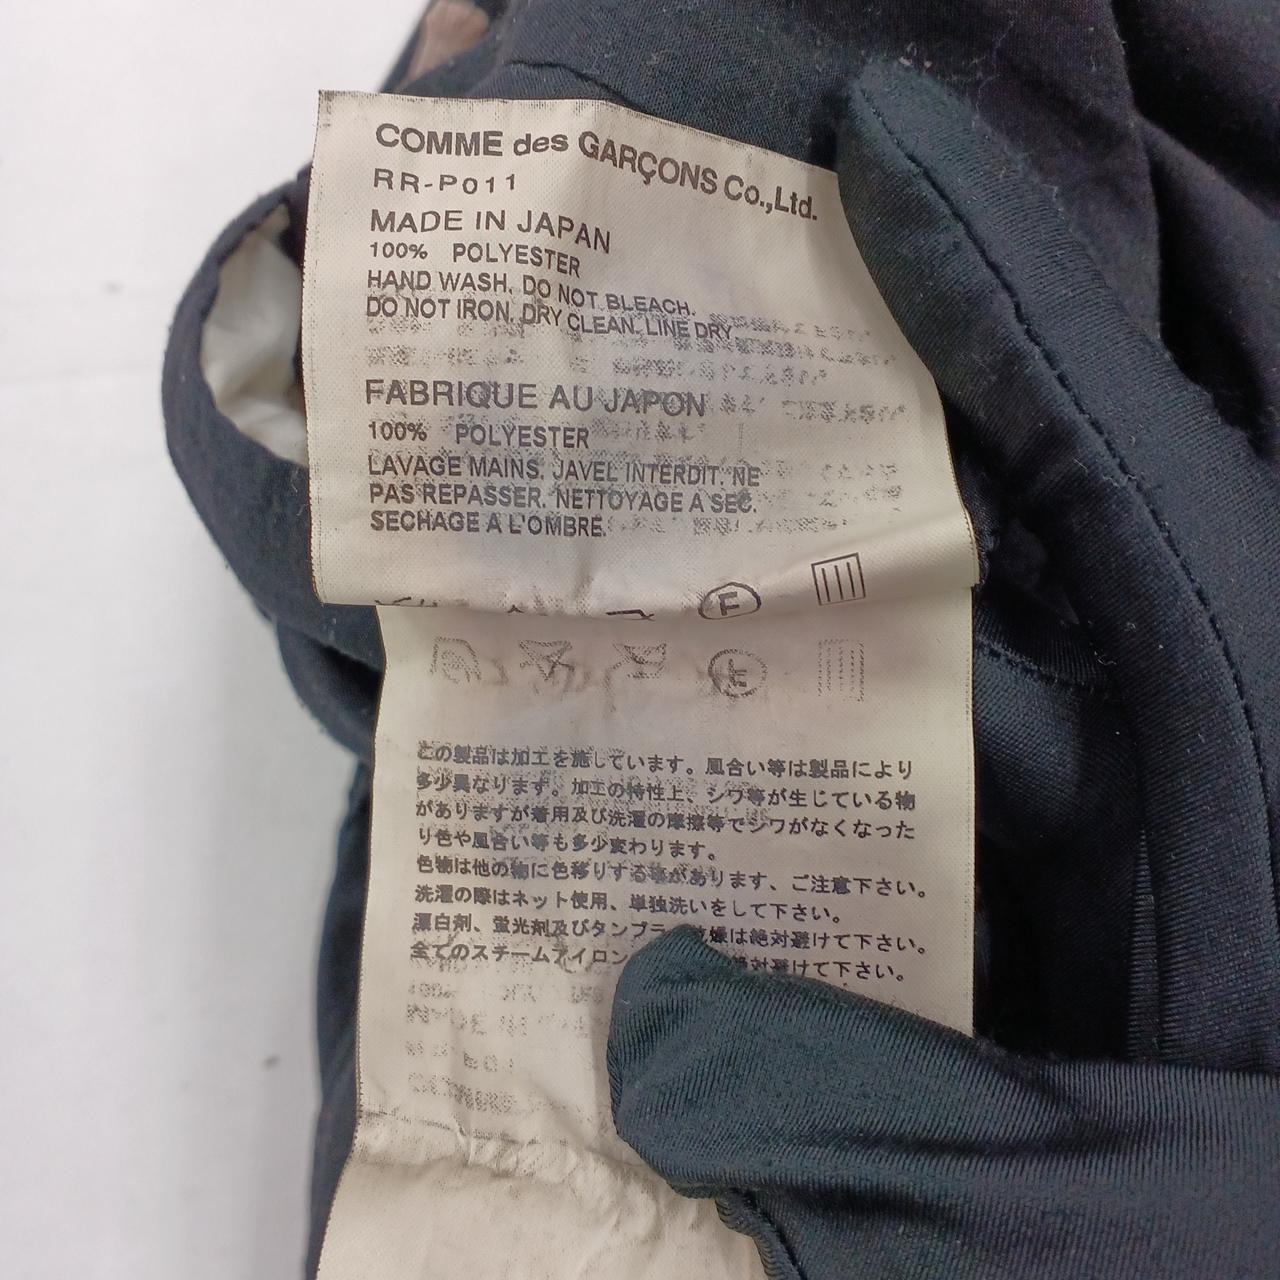 COMME des GARÇONS Co.,Ltd.
RR-P011
MADE IN JAPAN
100% POLYESTER
HAND WASH. DO NOT BLEACH.
DO NOT IRON. DRY CLEAN. LINE DRY
FABRIQUE AU JAPON
100% POLYESTER
LAVAGE MAINS. JAVEL INTERDIT. NE
PAS REPASSER. NETTOYAGE A SEC.
SECHAGE A L'OMBRE.
F
この製品は加工を施しています。風合い等は製品により
多少異なります。加工の特性上、シワ等が生じている物
がありますが着用及び洗濯の摩擦等でシワがなくなった
り色や風合い等も多少変わります。
色物は他の物に色移りする事があります、ご注意下さい。
洗濯の際はネット使用、単独洗いをして下さい。
漂白剤、蛍光剤及びタンブラ 乾燥は絶対避けて下さい。
全てのスチームアイロン 絶対避けて下さい。